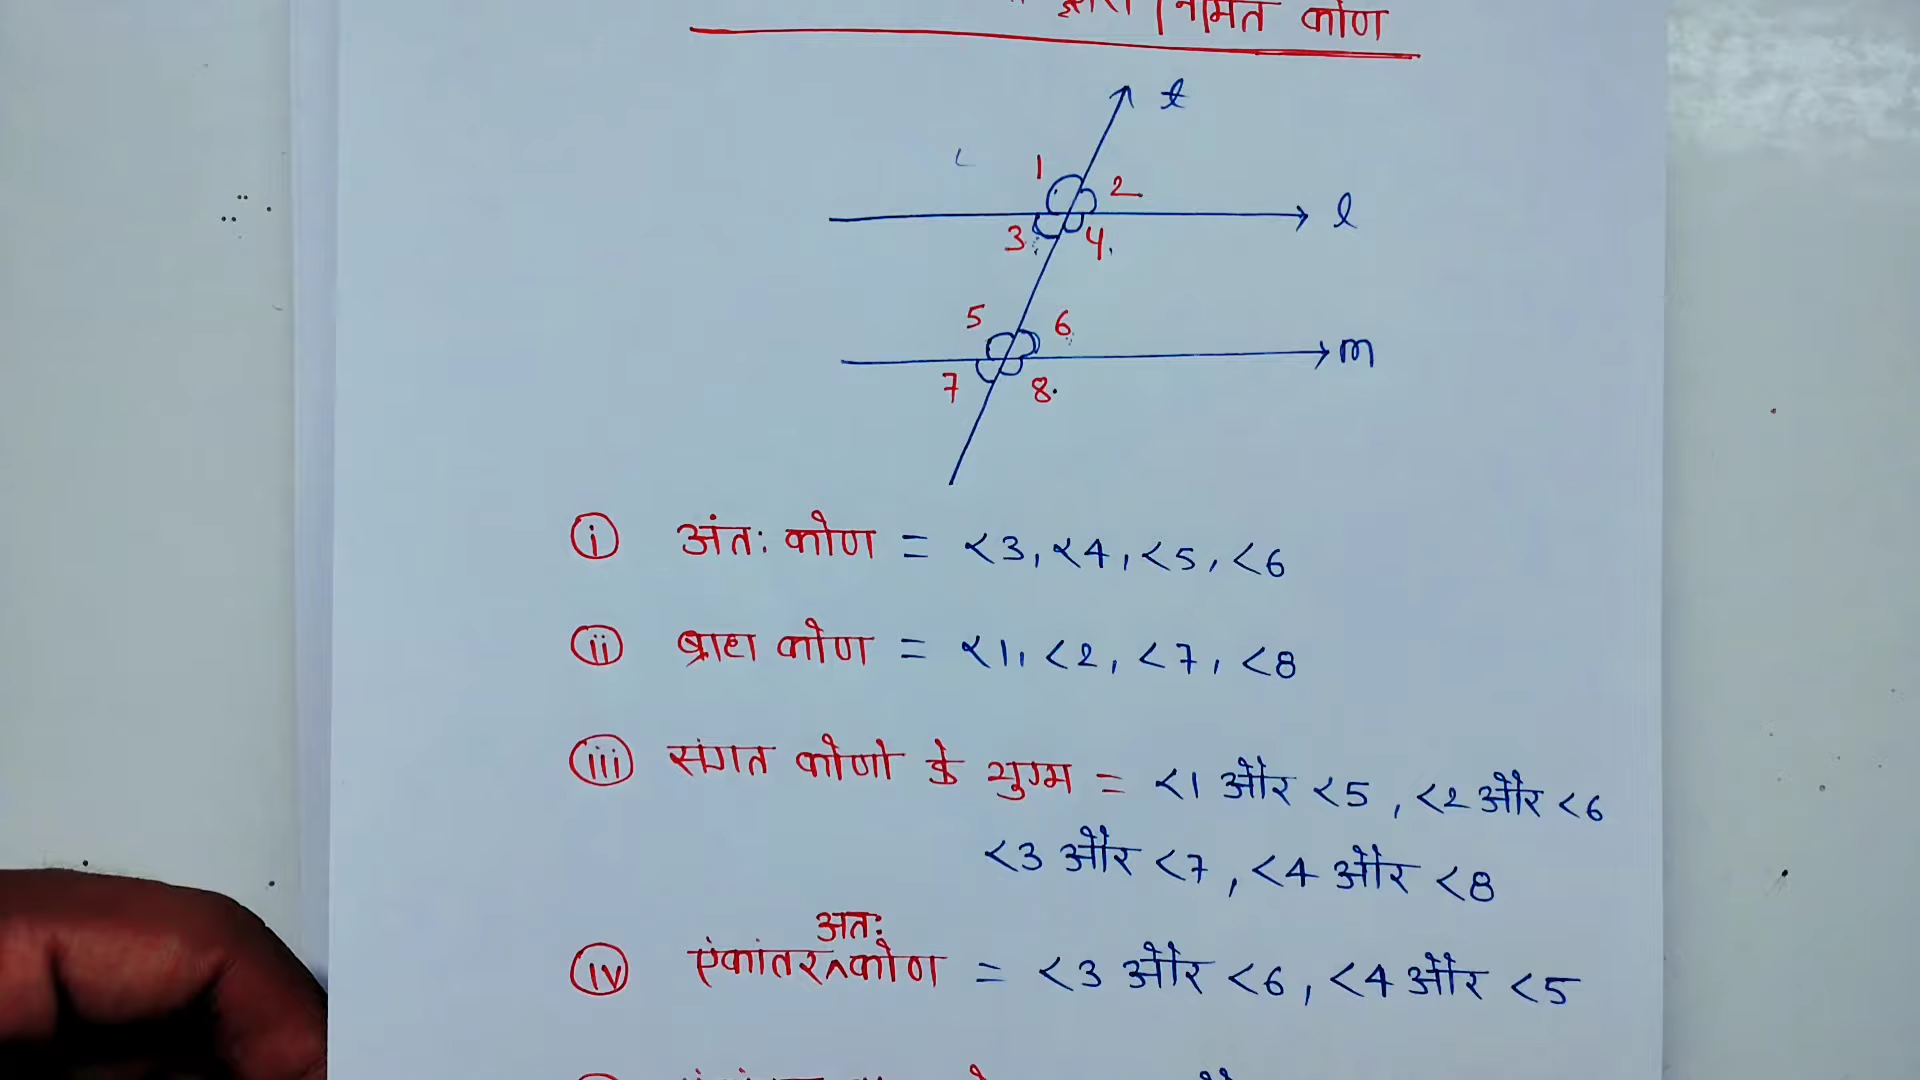 द्वारा निर्मित कोण
t
1 2
l
3 4
5 6
m
7 8
(i) अंतः कोण = <3, <4, <5, <6
(ii) ब्राह्य कोण = <1, <2, <7, <8
(iii) संगत कोणो के युग्म = <1 और <5, <2 और <6
<3 और <7, <4 और <8
अतः
(iv) एंकांतर^कोण = <3 और <6, <4 और <5